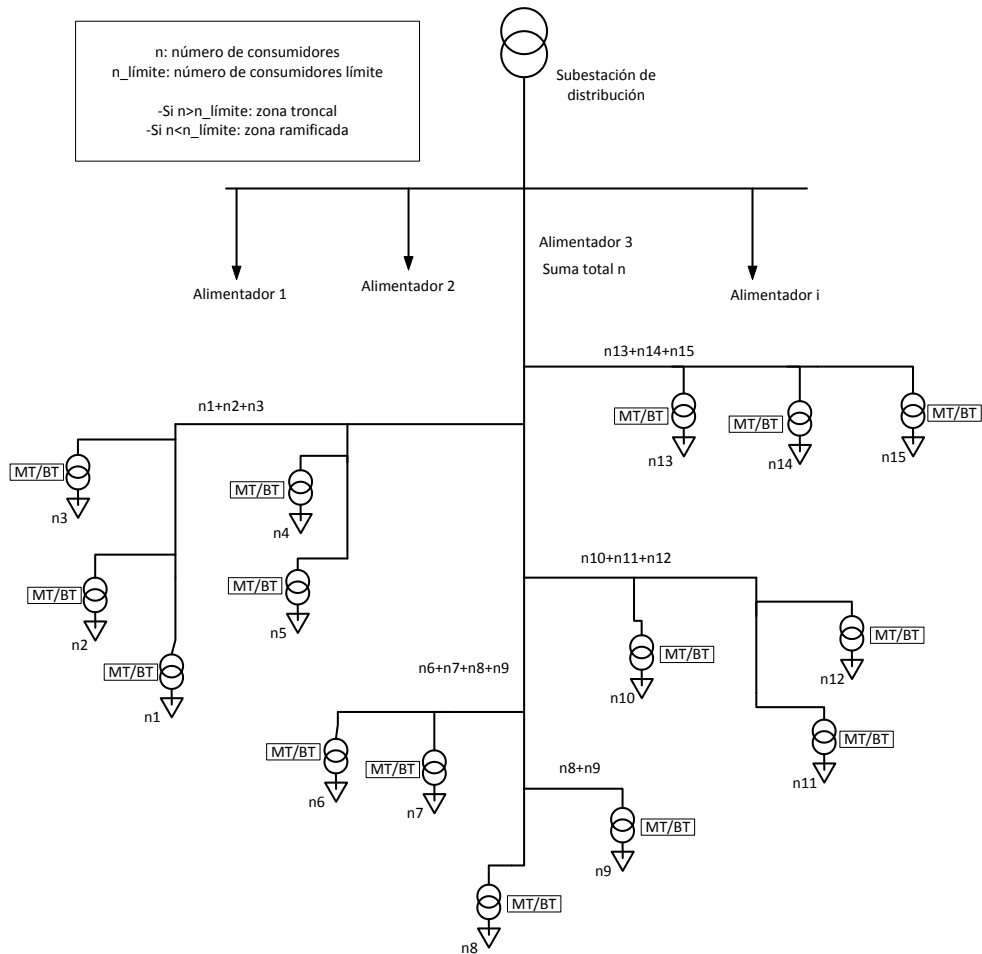 n: número de consumidores
n_límite: número de consumidores límite
-Si n>n_límite: zona troncal
-Si n<n_límite: zona ramificada
Subestación de
distribución
Alimentador 3
Suma total n
Alimentador 1
Alimentador 2
Alimentador i
n13+n14+n15
n1+n2+n3
MT/BT
MT/BT
MT/BT
n13
n14
n15
MT/BT
n3
MT/BT
n4
n10+n11+n12
MT/BT
n2
MT/BT
n5
MT/BT
n1
MT/BT
n10
MT/BT
n12
n6+n7+n8+n9
MT/BT
n6
MT/BT
n7
MT/BT
n11
n8+n9
MT/BT
n9
MT/BT
n8